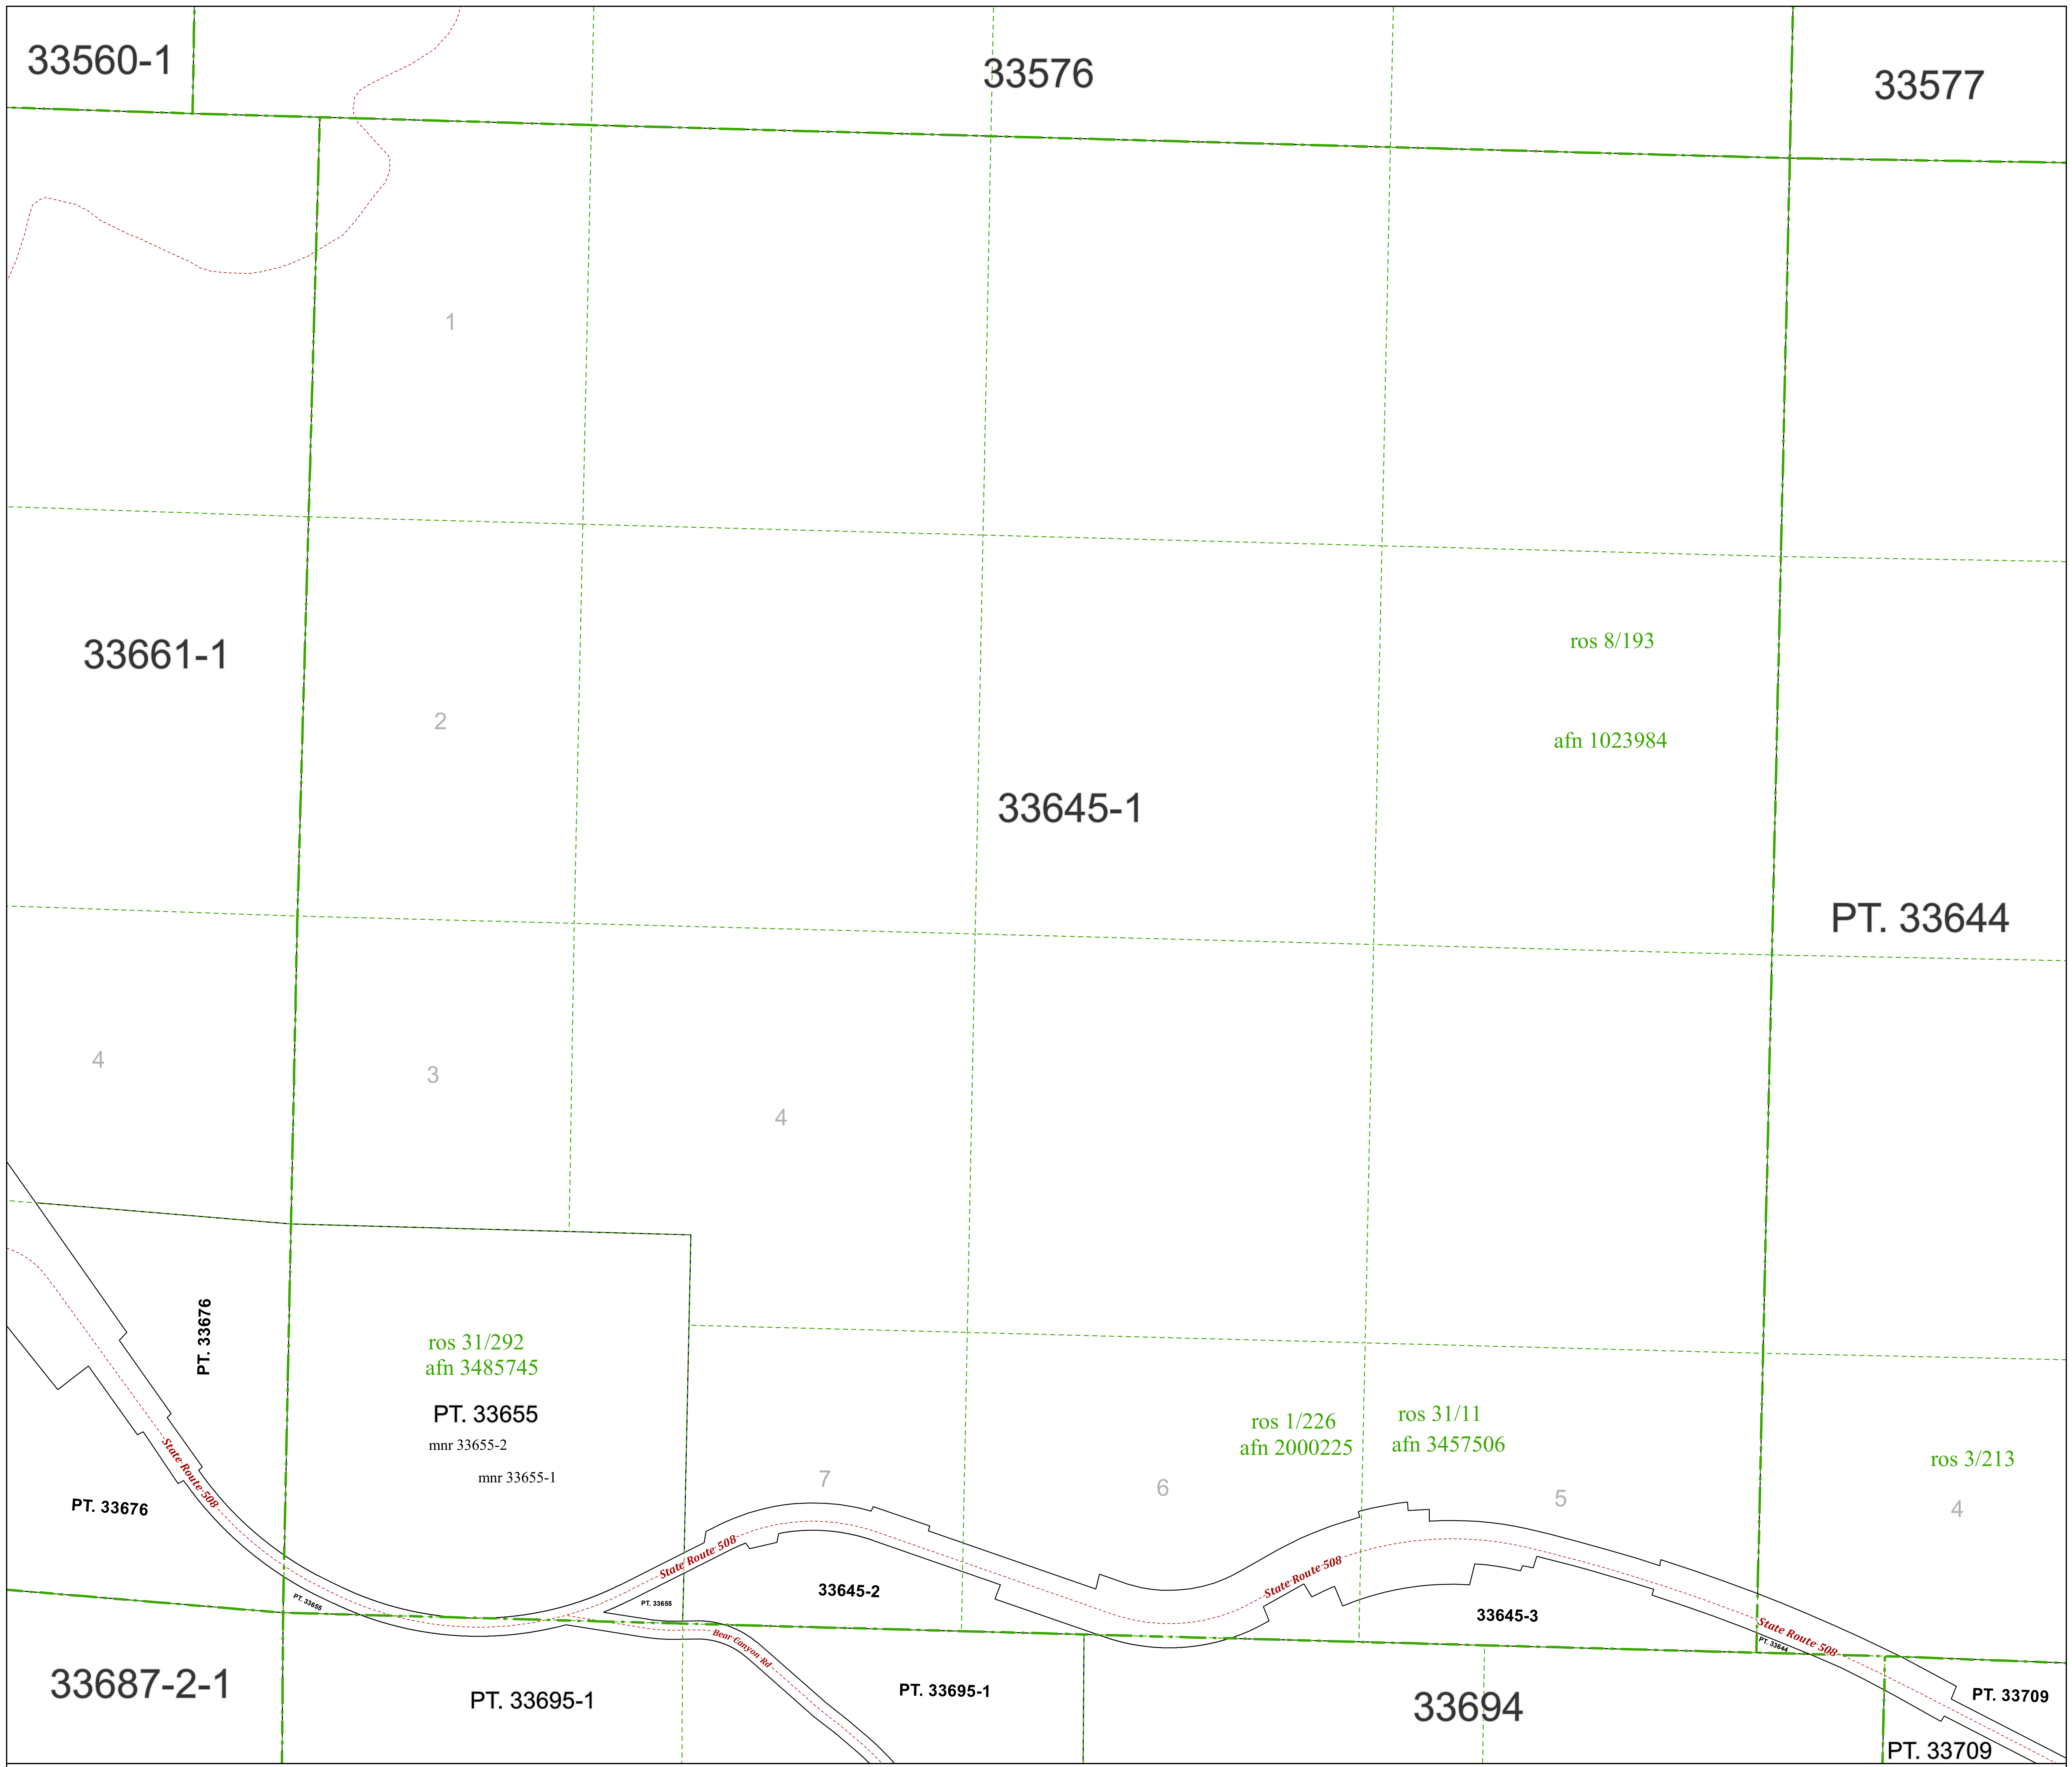 33560-1
33576
33577
1
33661-1
ros 8/193
2
afn 1023984
33645-1
PT. 33644
4
3
4
PT. 33676
ros 31/292
afn 3485745
PT. 33655
mnr 33655-2
mnr 33655-1
ros 1/226
afn 2000225
ros 31/11
afn 3457506
ros 3/213
7
6
5
4
PT. 33676
State Route 508
State Route 508
State Route 508
State Route 508
PT. 33655
PT. 33655
33645-2
33645-3
PT. 33644
Bear Canyon Rd
33687-2-1
PT. 33695-1
PT. 33695-1
33694
PT. 33709
PT. 33709